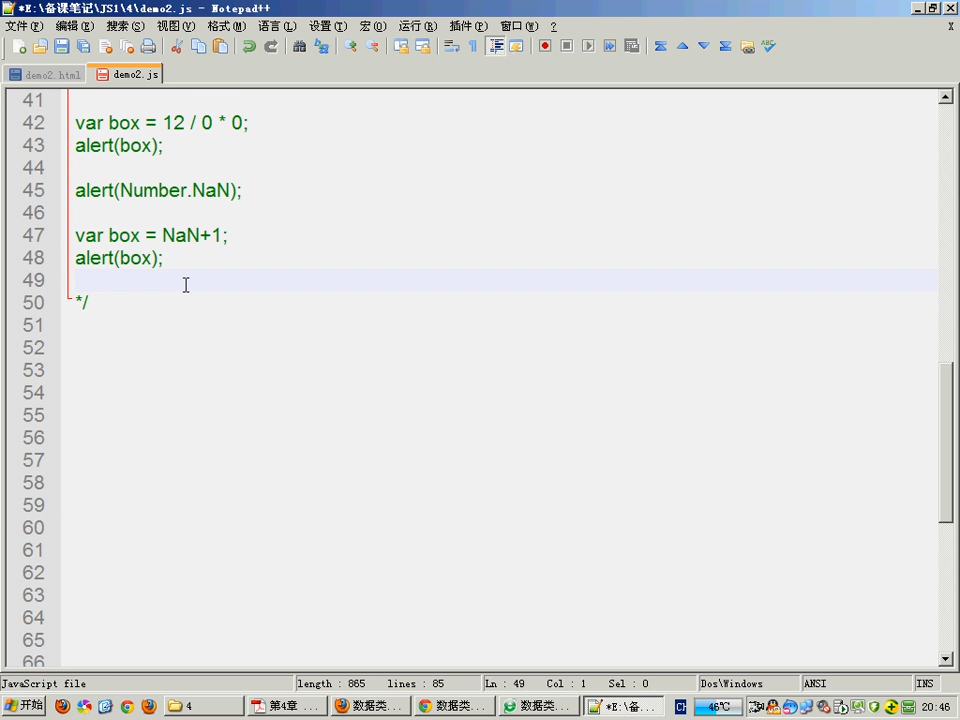 *E:\备课笔记\JS1\4\demo2.js - Notepad++
文件(F) 编辑(E) 搜索(S) 视图(V) 格式(M) 语言(L) 设置(T) 宏(O) 运行(R) 插件(P) 窗口(W) ? X
demo2.html demo2.js
41
42 var box = 12 / 0 * 0;
43 alert(box);
44
45 alert(Number.NaN);
46
47 var box = NaN+1;
48 alert(box);
49
50 */
51
52
53
54
55
56
57
58
59
60
61
62
63
64
65
66
JavaScript file length : 865 lines : 85 Ln : 49 Col : 1 Sel : 0 Dos\Windows ANSI INS
开始 4 第4章 ... 数据类... 数据类... 数据类... *E:\备... CH 46℃ 20:46